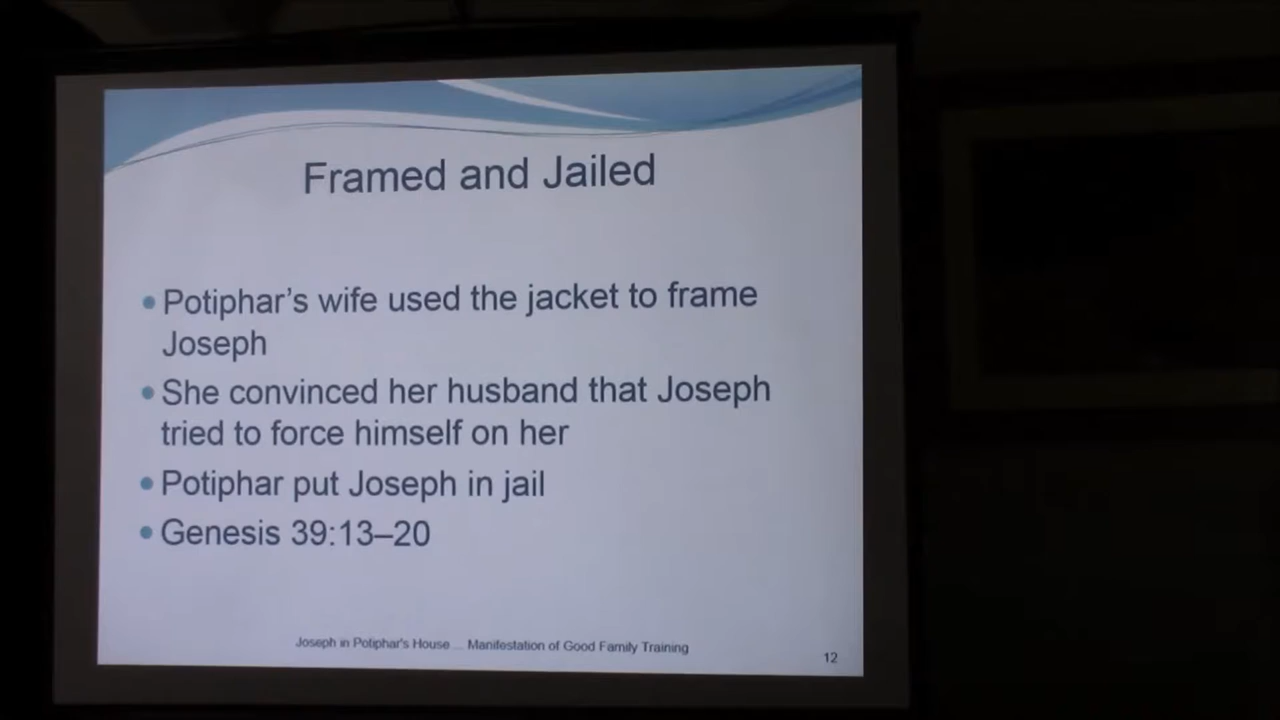 Framed and Jailed
•Potiphar’s wife used the jacket to frame
Joseph
•She convinced her husband that Joseph
tried to force himself on her
•Potiphar put Joseph in jail
•Genesis 39:13–20
Joseph in Potiphar's House ... Manifestation of Good Family Training
12